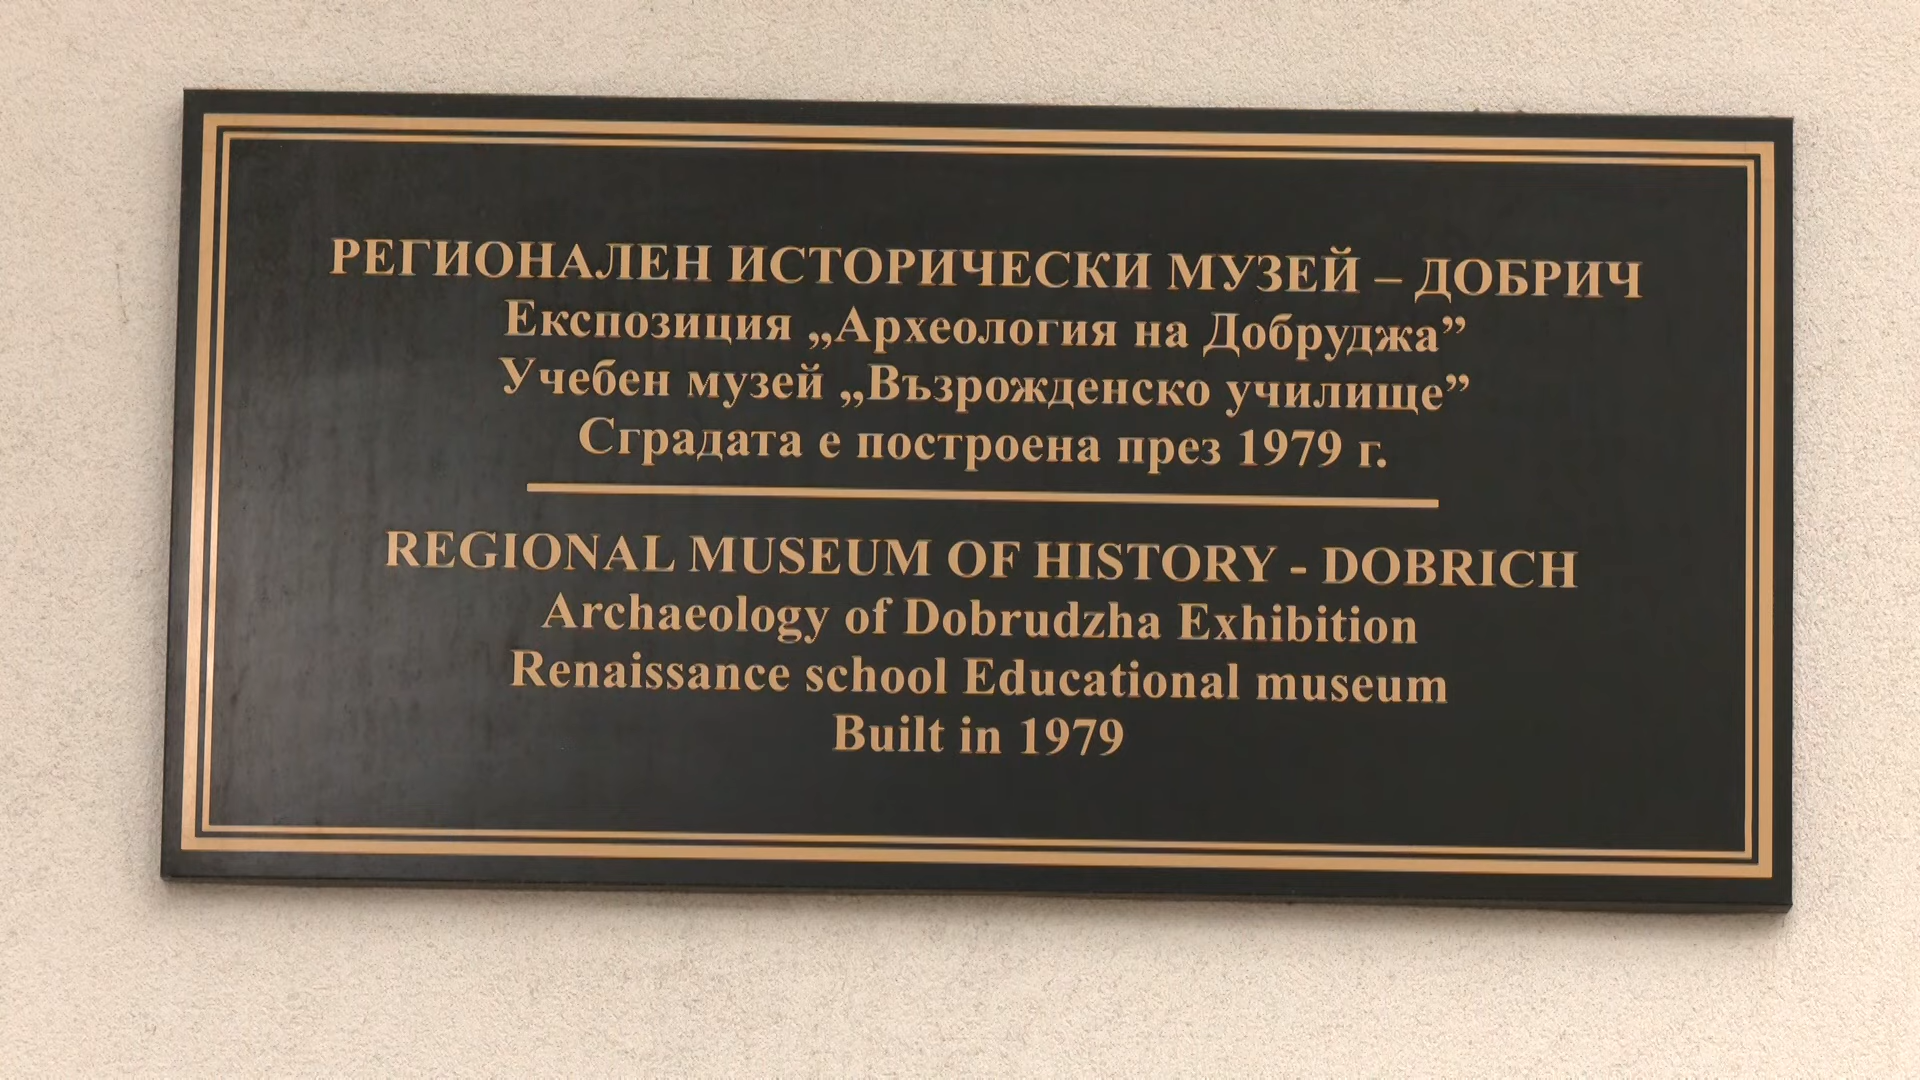 РЕГИОНАЛЕН ИСТОРИЧЕСКИ МУЗЕЙ – ДОБРИЧ
Експозиция „Археология на Добруджа”
Учебен музей „Възрожденско училище”
Сградата е построена през 1979 г.
REGIONAL MUSEUM OF HISTORY - DOBRICH
Archaeology of Dobrudzha Exhibition
Renaissance school Educational museum
Built in 1979